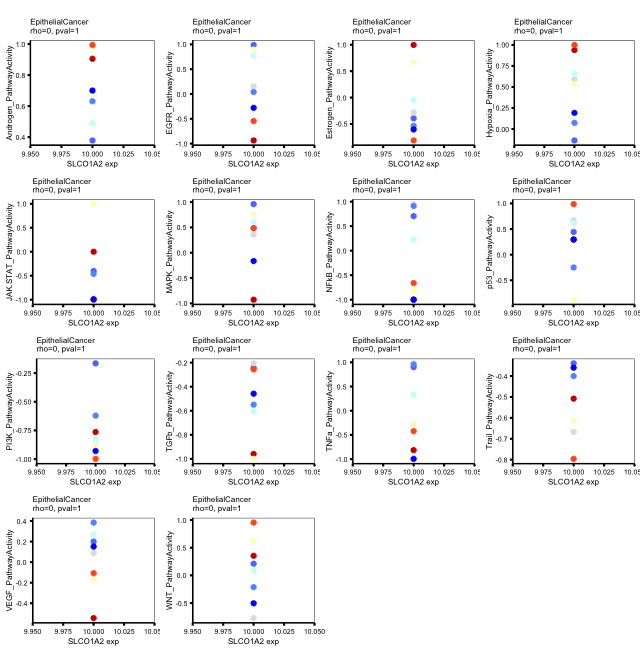 EpithelialCancer
rho=0, pval=1
Androgen_PathwayActivity
1.0
0.8
0.6
0.4
9.950 9.975 10.000 10.025 10.05
SLCO1A2 exp
EpithelialCancer
rho=0, pval=1
EGFR_PathwayActivity
1.0
0.5
0.0
-0.5
-1.0
9.950 9.975 10.000 10.025 10.05
SLCO1A2 exp
EpithelialCancer
rho=0, pval=1
Estrogen_PathwayActivity
1.0
0.5
0.0
-0.5
9.950 9.975 10.000 10.025 10.05
SLCO1A2 exp
EpithelialCancer
rho=0, pval=1
Hypoxia_PathwayActivity
1.00
0.75
0.50
0.25
0.00
9.950 9.975 10.000 10.025 10.05
SLCO1A2 exp
EpithelialCancer
rho=0, pval=1
JAK.STAT_PathwayActivity
1.0
0.5
0.0
-0.5
-1.0
9.950 9.975 10.000 10.025 10.05
SLCO1A2 exp
EpithelialCancer
rho=0, pval=1
MAPK_PathwayActivity
1.0
0.5
0.0
-0.5
-1.0
9.950 9.975 10.000 10.025 10.05
SLCO1A2 exp
EpithelialCancer
rho=0, pval=1
NFkB_PathwayActivity
1.0
0.5
0.0
-0.5
-1.0
9.950 9.975 10.000 10.025 10.05
SLCO1A2 exp
EpithelialCancer
rho=0, pval=1
p53_PathwayActivity
1.0
0.5
0.0
-0.5
9.950 9.975 10.000 10.025 10.05
SLCO1A2 exp
EpithelialCancer
rho=0, pval=1
PI3K_PathwayActivity
-0.25
-0.50
-0.75
-1.00
9.950 9.975 10.000 10.025 10.05
SLCO1A2 exp
EpithelialCancer
rho=0, pval=1
TGFb_PathwayActivity
-0.2
-0.4
-0.6
-0.8
-1.0
9.950 9.975 10.000 10.025 10.05
SLCO1A2 exp
EpithelialCancer
rho=0, pval=1
TNFa_PathwayActivity
1.0
0.5
0.0
-0.5
-1.0
9.950 9.975 10.000 10.025 10.05
SLCO1A2 exp
EpithelialCancer
rho=0, pval=1
Trail_PathwayActivity
-0.4
-0.5
-0.6
-0.7
-0.8
9.950 9.975 10.000 10.025 10.05
SLCO1A2 exp
EpithelialCancer
rho=0, pval=1
VEGF_PathwayActivity
0.4
0.2
0.0
-0.2
-0.4
9.950 9.975 10.000 10.025 10.05
SLCO1A2 exp
EpithelialCancer
rho=0, pval=1
WNT_PathwayActivity
1.0
0.5
0.0
-0.5
9.950 9.975 10.000 10.025 10.050
SLCO1A2 exp